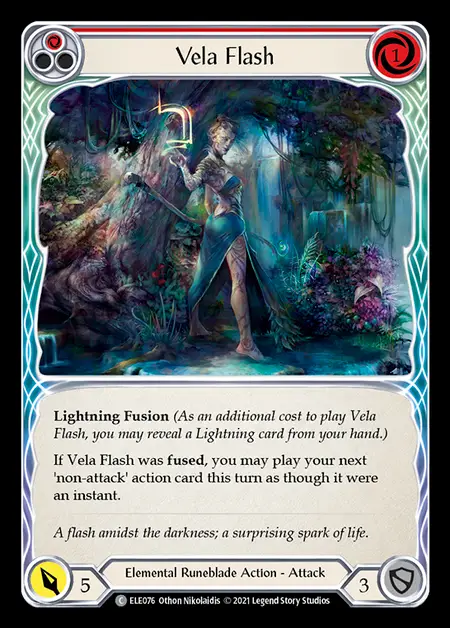 Vela Flash
1
Lightning Fusion (As an additional cost to play Vela
Flash, you may reveal a Lightning card from your hand.)
If Vela Flash was fused, you may play your next
'non-attack' action card this turn as though it were
an instant.
A flash amidst the darkness; a surprising spark of life.
5
Elemental Runeblade Action - Attack
3
C ELE076 Othon Nikolaidis © 2021 Legend Story Studios